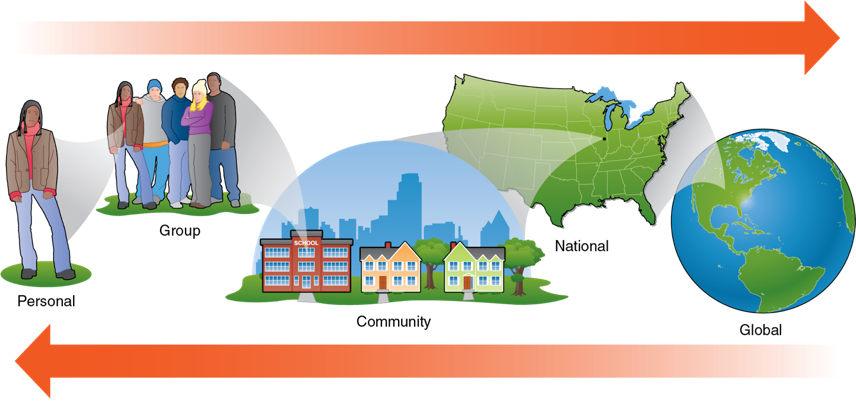 Personal
Group
SCHOOL
Community
National
Global